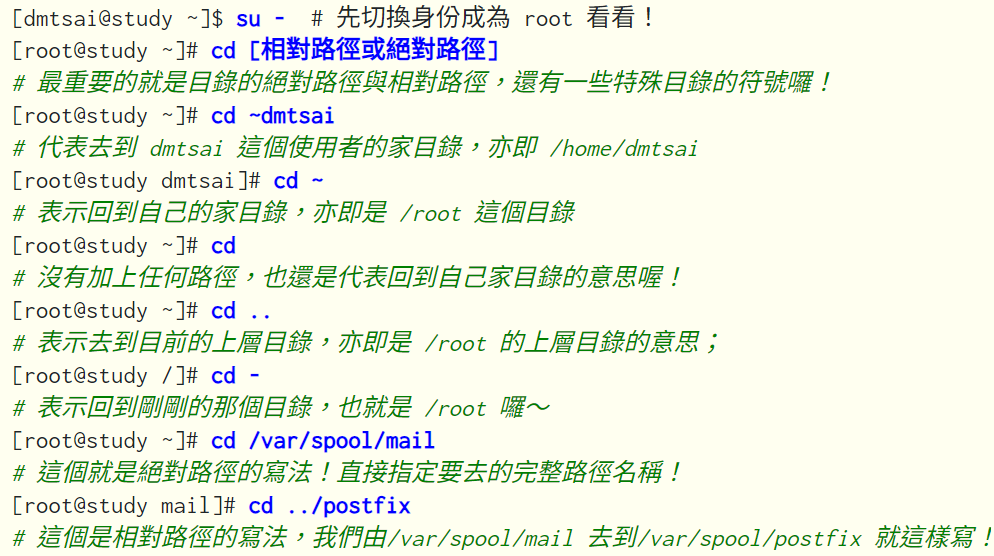 [dmtsai@study ~]$ su -  # 先切換身份成為 root 看看！
[root@study ~]# cd [相對路徑或絕對路徑]
# 最重要的就是目錄的絕對路徑與相對路徑，還有一些特殊目錄的符號囉！
[root@study ~]# cd ~dmtsai
# 代表去到 dmtsai 這個使用者的家目錄，亦即 /home/dmtsai
[root@study dmtsai]# cd ~
# 表示回到自己的家目錄，亦即是 /root 這個目錄
[root@study ~]# cd
# 沒有加上任何路徑，也還是代表回到自己家目錄的意思喔！
[root@study ~]# cd ..
# 表示去到目前的上層目錄，亦即是 /root 的上層目錄的意思；
[root@study /]# cd -
# 表示回到剛剛的那個目錄，也就是 /root 囉～
[root@study ~]# cd /var/spool/mail
# 這個就是絕對路徑的寫法！直接指定要去的完整路徑名稱！
[root@study mail]# cd ../postfix
# 這個是相對路徑的寫法，我們由/var/spool/mail 去到/var/spool/postfix 就這樣寫！